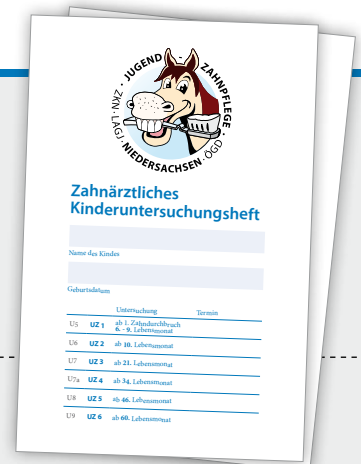 JUGEND - ZAHNPFLEGE
ZKN · LAGJ · NIEDERSACHSEN · ÖGD
Zahnärztliches
Kinderuntersuchungsheft
Name des Kindes
Geburtsdatum
Untersuchung Termin
U5 UZ 1 ab 1. Zahndurchbruch
6. - 9. Lebensmonat
U6 UZ 2 ab 10. Lebensmonat
U7 UZ 3 ab 21. Lebensmonat
U7a UZ 4 ab 34. Lebensmonat
U8 UZ 5 ab 46. Lebensmonat
U9 UZ 6 ab 60. Lebensmonat